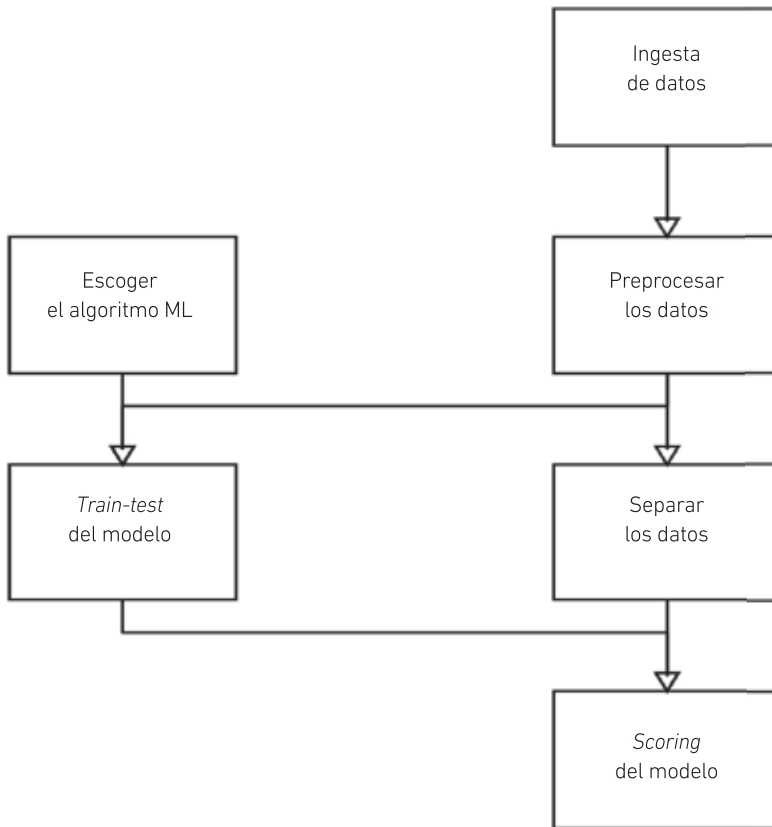 Ingesta
de datos
Escoger
el algoritmo ML
Preprocesar
los datos
Train-test
del modelo
Separar
los datos
Scoring
del modelo